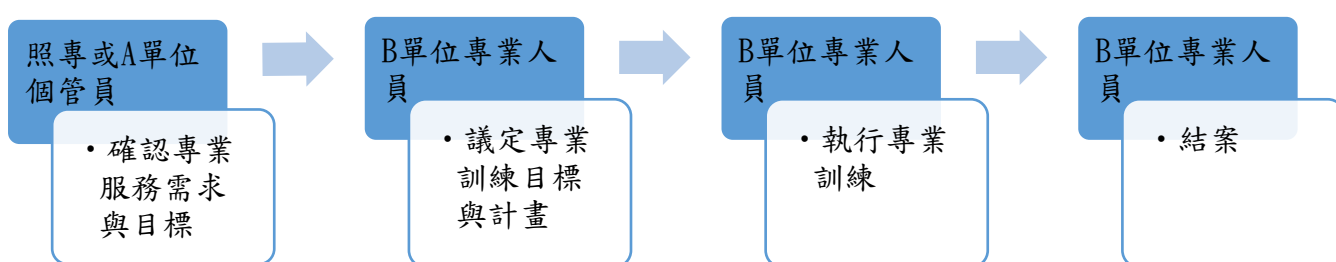 照專或A單位
個管員
•確認專業
服務需求
與目標
B單位專業人
員
•議定專業
訓練目標
與計畫
B單位專業人
員
•執行專業
訓練
B單位專業人
員
•結案